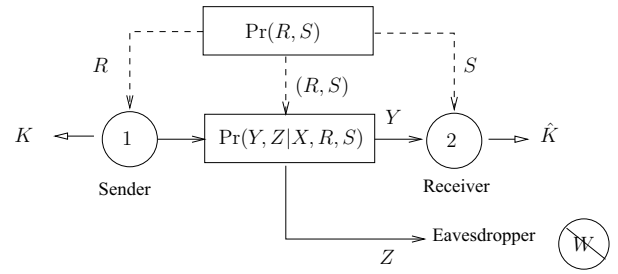 Pr(R, S)
R
S
(R, S)
K
1
Pr(Y, Z|X, R, S)
Y
2
K̂
Sender
Receiver
Eavesdropper
W
Z